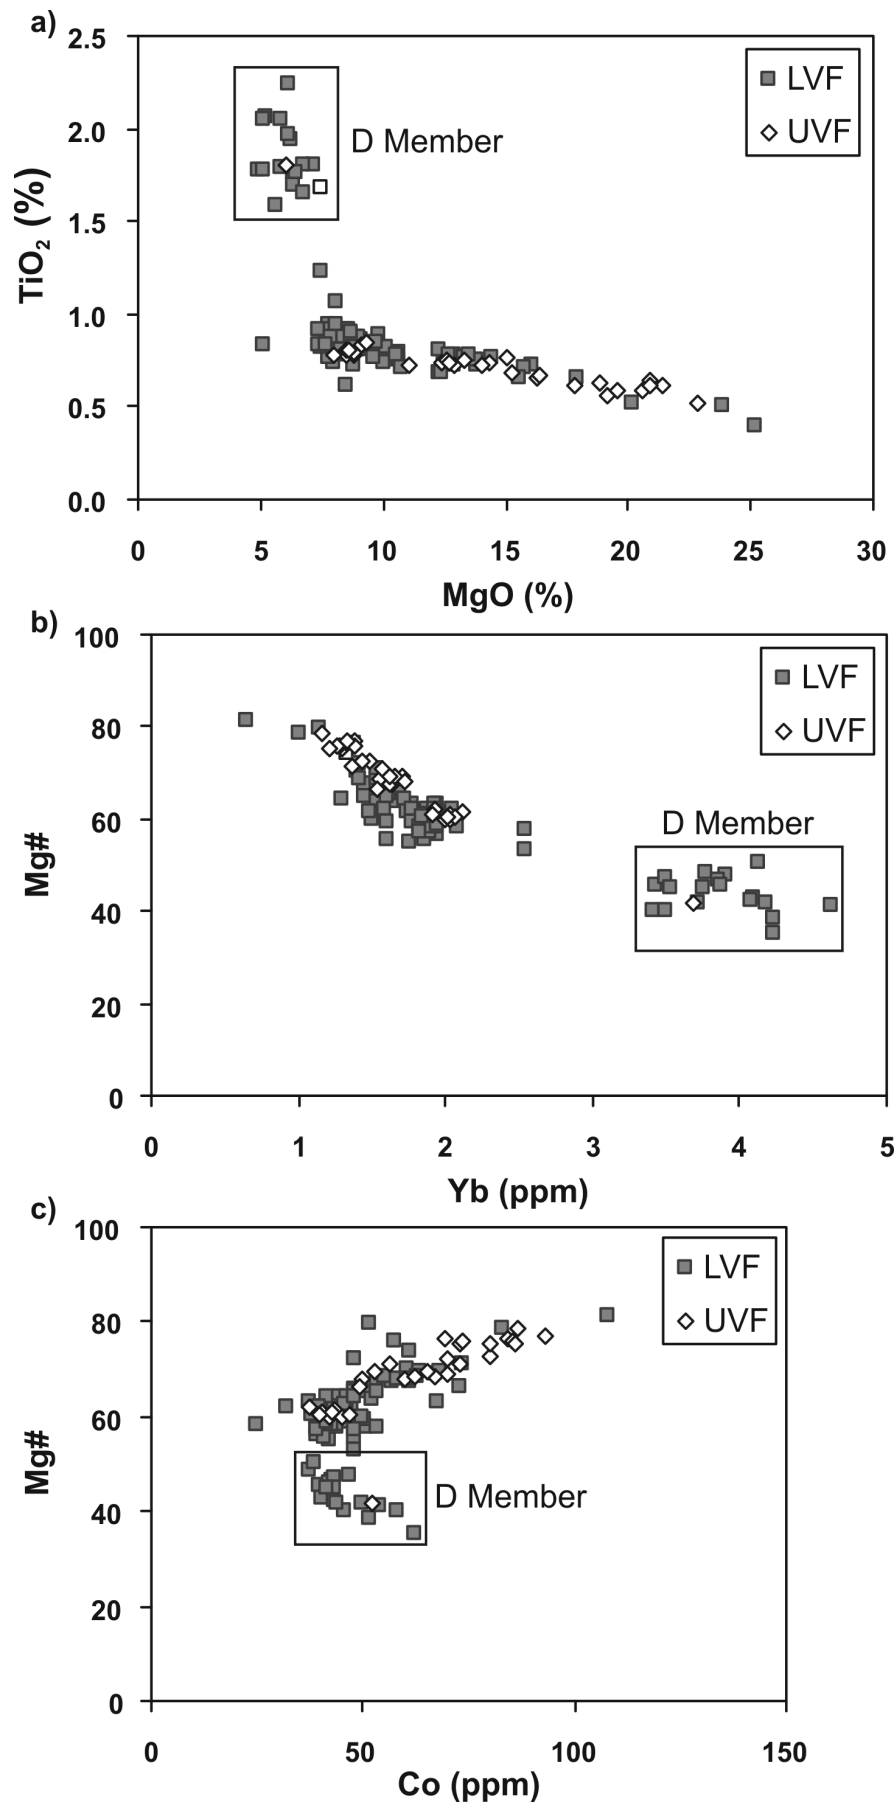 a)
2.5
LVF
UVF
D Member
2.0
1.5
1.0
0.5
0.0
TiO₂ (%)
0 5 10 15 20 25 30
MgO (%)
b)
100
LVF
UVF
80
D Member
60
40
20
0
Mg#
0 1 2 3 4 5
Yb (ppm)
c)
100
LVF
UVF
80
60
D Member
40
20
0
Mg#
0 50 100 150
Co (ppm)